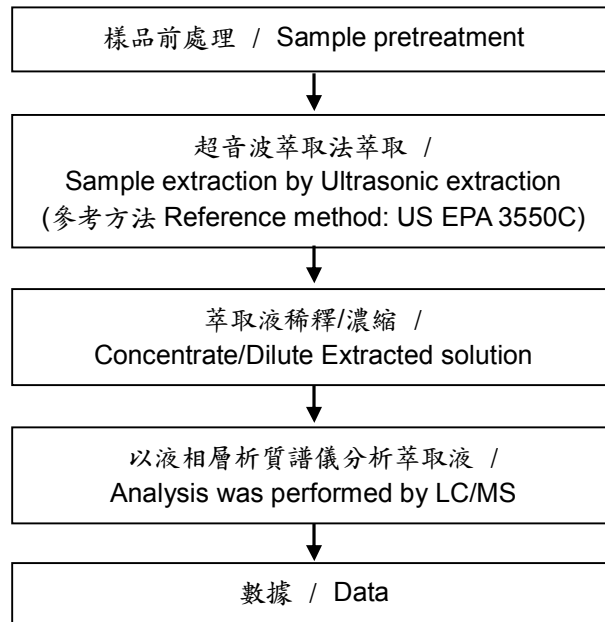 樣品前處理 / Sample pretreatment
超音波萃取法萃取 /
Sample extraction by Ultrasonic extraction
(參考方法 Reference method: US EPA 3550C)
萃取液稀釋/濃縮 /
Concentrate/Dilute Extracted solution
以液相層析質譜儀分析萃取液 /
Analysis was performed by LC/MS
數據 / Data